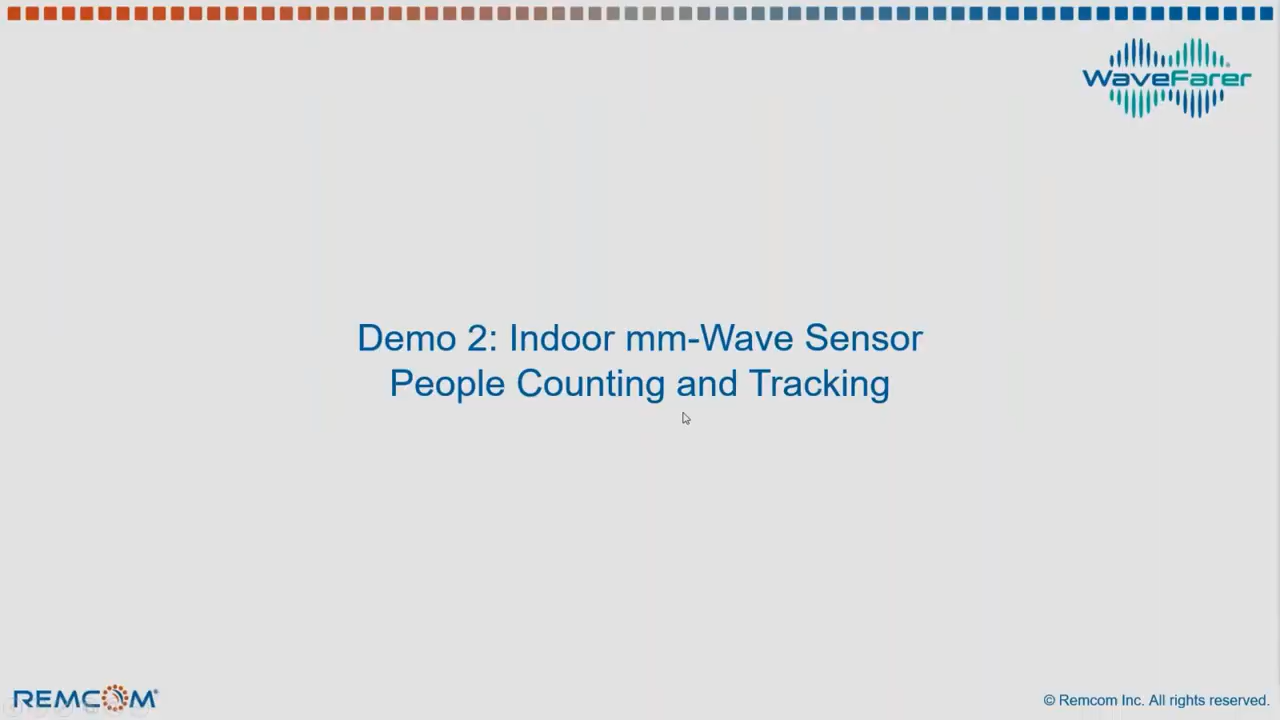 WaveFarer
Demo 2: Indoor mm-Wave Sensor
People Counting and Tracking
REMCOM®
© Remcom Inc. All rights reserved.